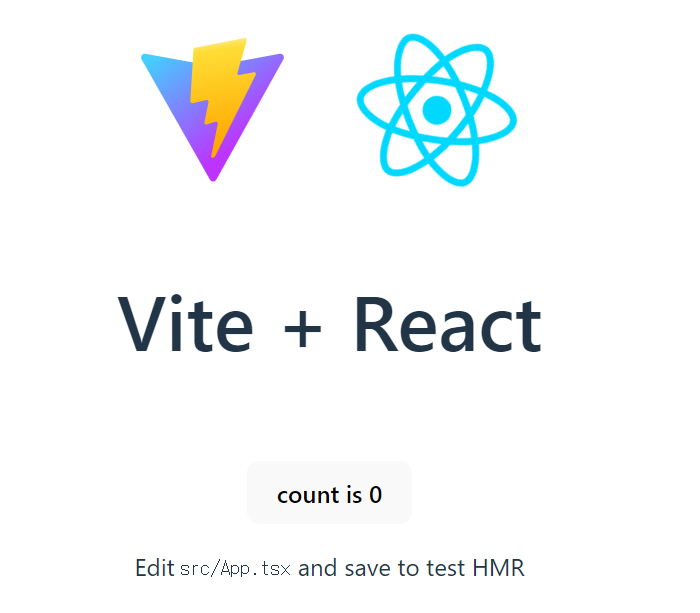 Vite + React
count is 0
Edit src/App.tsx and save to test HMR